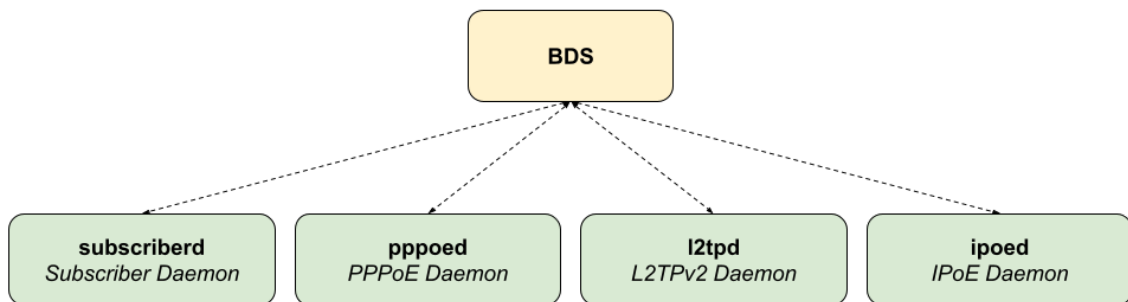 BDS
subscriberd
Subscriber Daemon
pppoed
PPPoE Daemon
l2tpd
L2TPv2 Daemon
ipoed
IPoE Daemon